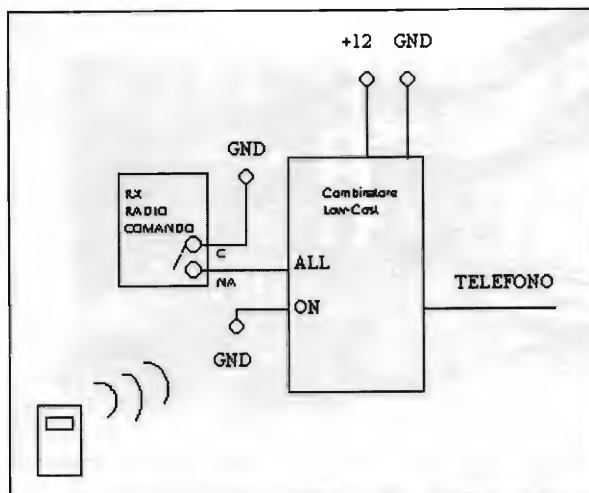 +12 GND
GND
RX
RADIO
COMANDO
C
NA
Combinatore
Low-Cost
ALL
ON
TELEFONO
GND